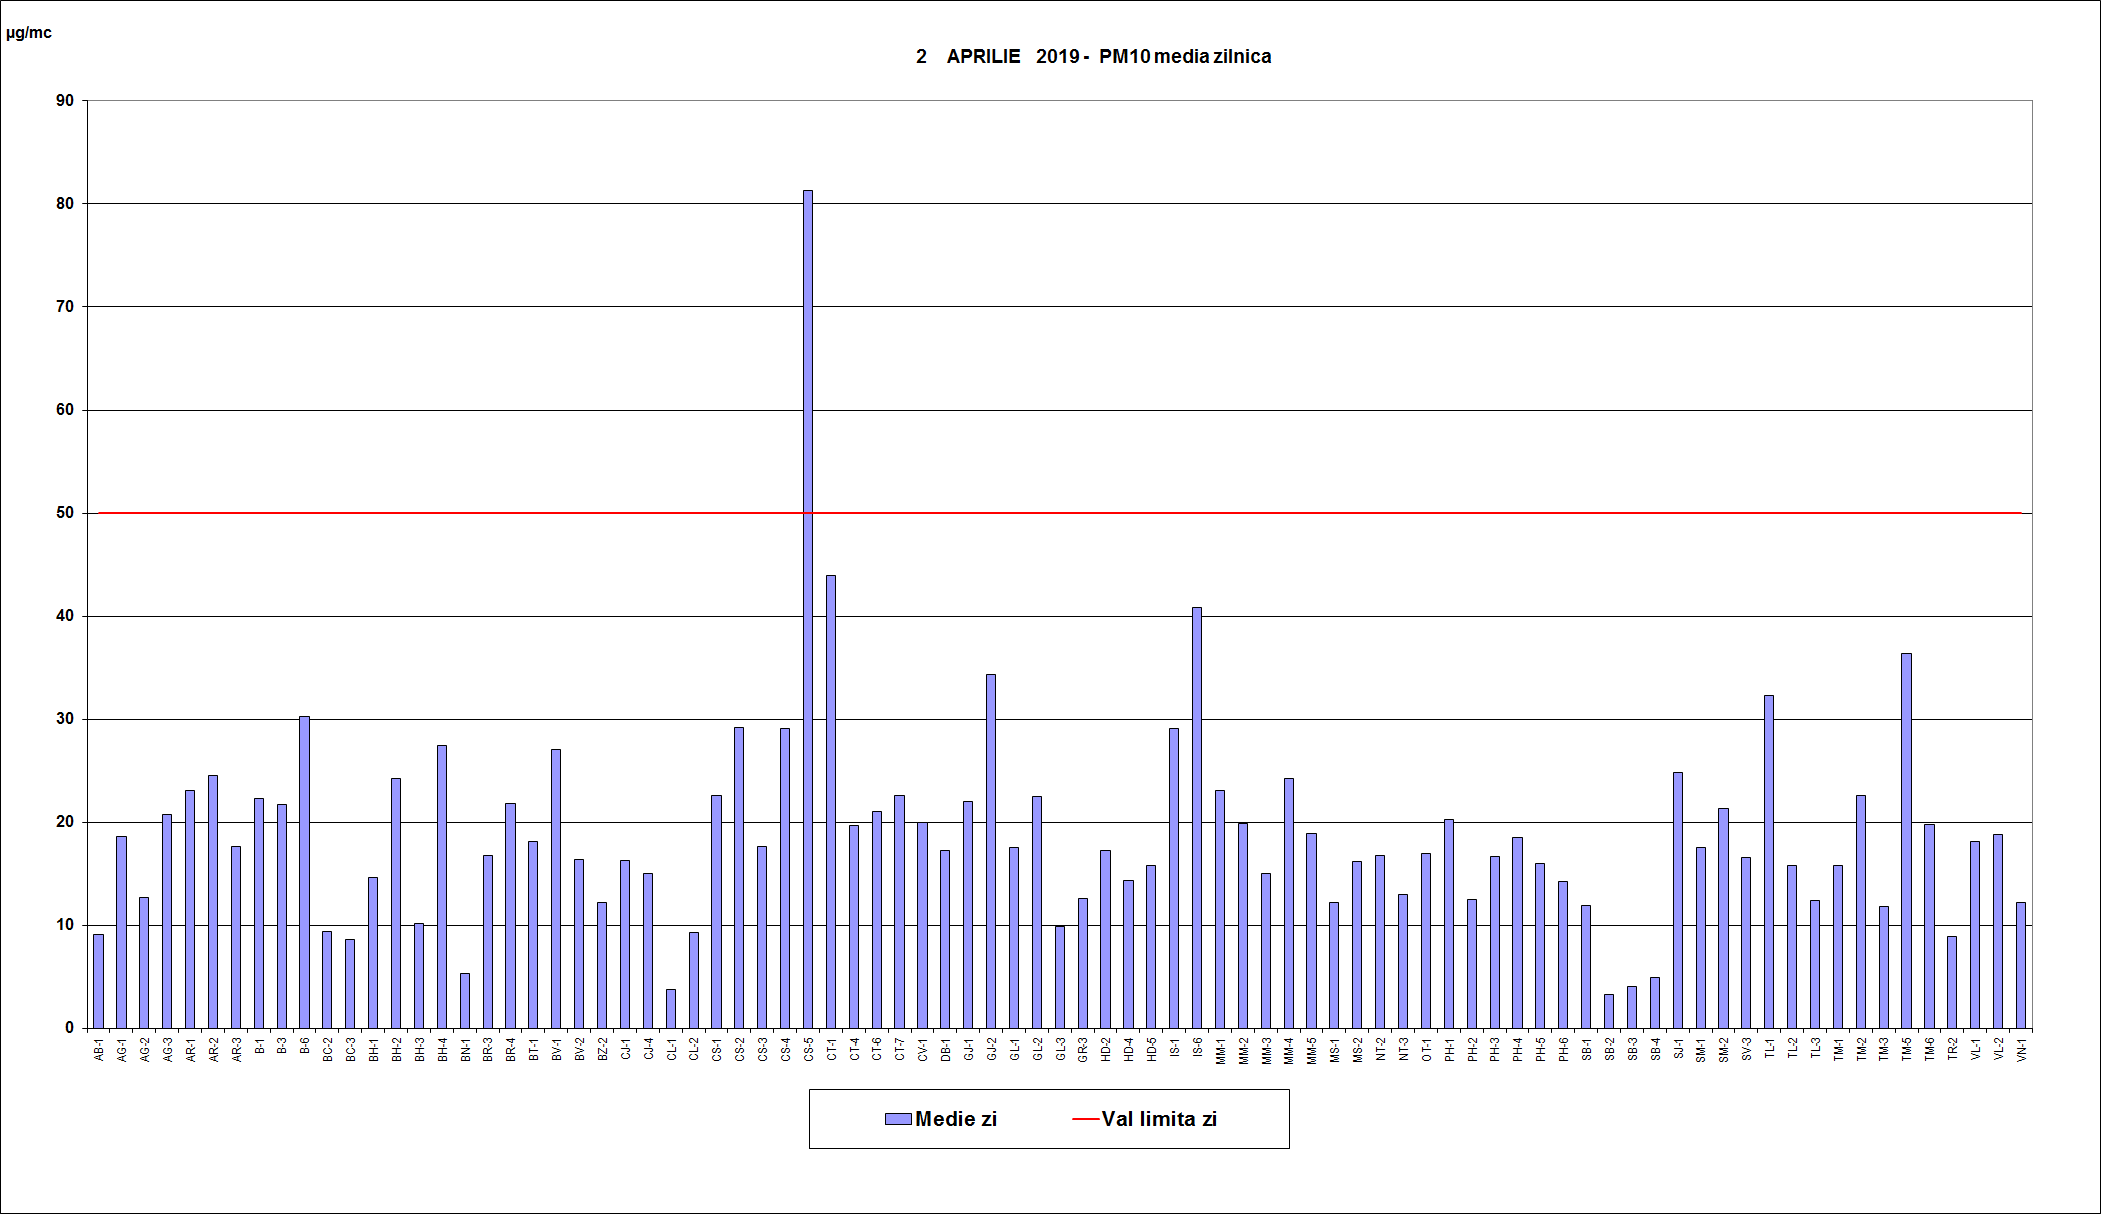 µg/mc
2 APRILIE 2019 - PM10 media zilnica
90
80
70
60
50
40
30
20
10
0
AB-1 AG-1 AG-2 AG-3 AR-1 AR-2 AR-3 B-1 B-3 B-6 BC-2 BC-3 BH-1 BH-2 BH-3 BH-4 BN-1 BR-3 BR-4 BT-1 BV-1 BV-2 BZ-2 CJ-1 CJ-4 CL-1 CL-2 CS-1 CS-2 CS-3 CS-4 CS-5 CT-1 CT-4 CT-6 CT-7 CV-1 DB-1 GJ-1 GJ-2 GL-1 GL-2 GL-3 GR-3 HD-2 HD-4 HD-5 IS-1 IS-6 MM-1 MM-2 MM-3 MM-4 MM-5 MS-1 MS-2 NT-2 NT-3 OT-1 PH-1 PH-2 PH-3 PH-4 PH-5 PH-6 SB-1 SB-2 SB-3 SB-4 SJ-1 SM-1 SM-2 SV-3 TL-1 TL-2 TL-3 TM-1 TM-2 TM-3 TM-5 TM-6 TR-2 VL-1 VL-2 VN-1
Medie zi Val limita zi